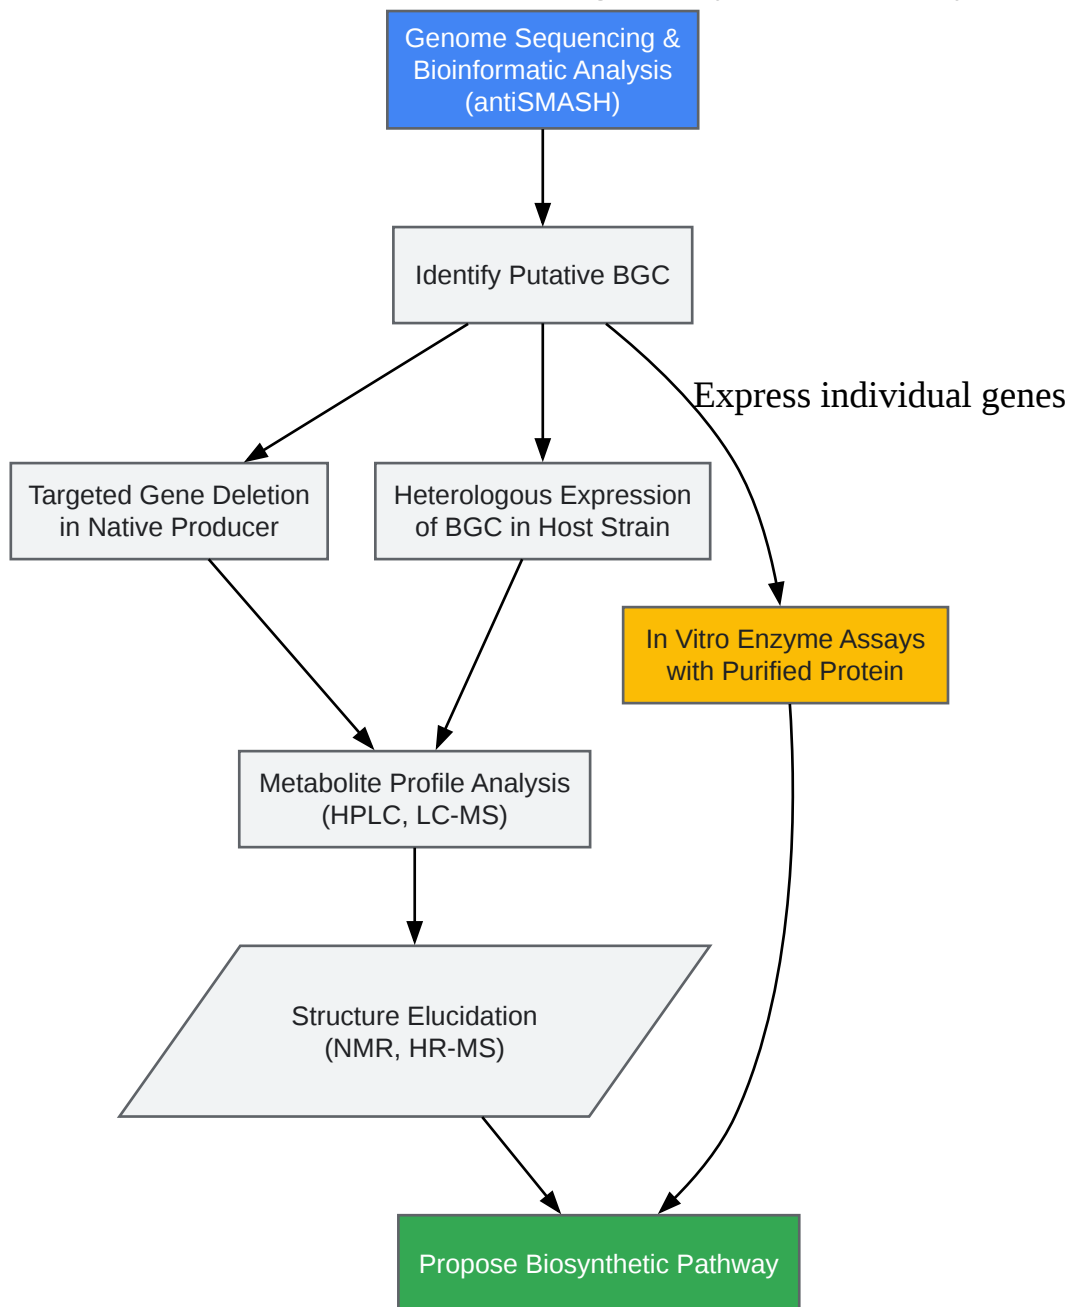 Genome Sequencing &
Bioinformatic Analysis
(antiSMASH)
Identify Putative BGC
Express individual genes
Targeted Gene Deletion
in Native Producer
Heterologous Expression
of BGC in Host Strain
In Vitro Enzyme Assays
with Purified Protein
Metabolite Profile Analysis
(HPLC, LC-MS)
Structure Elucidation
(NMR, HR-MS)
Propose Biosynthetic Pathway